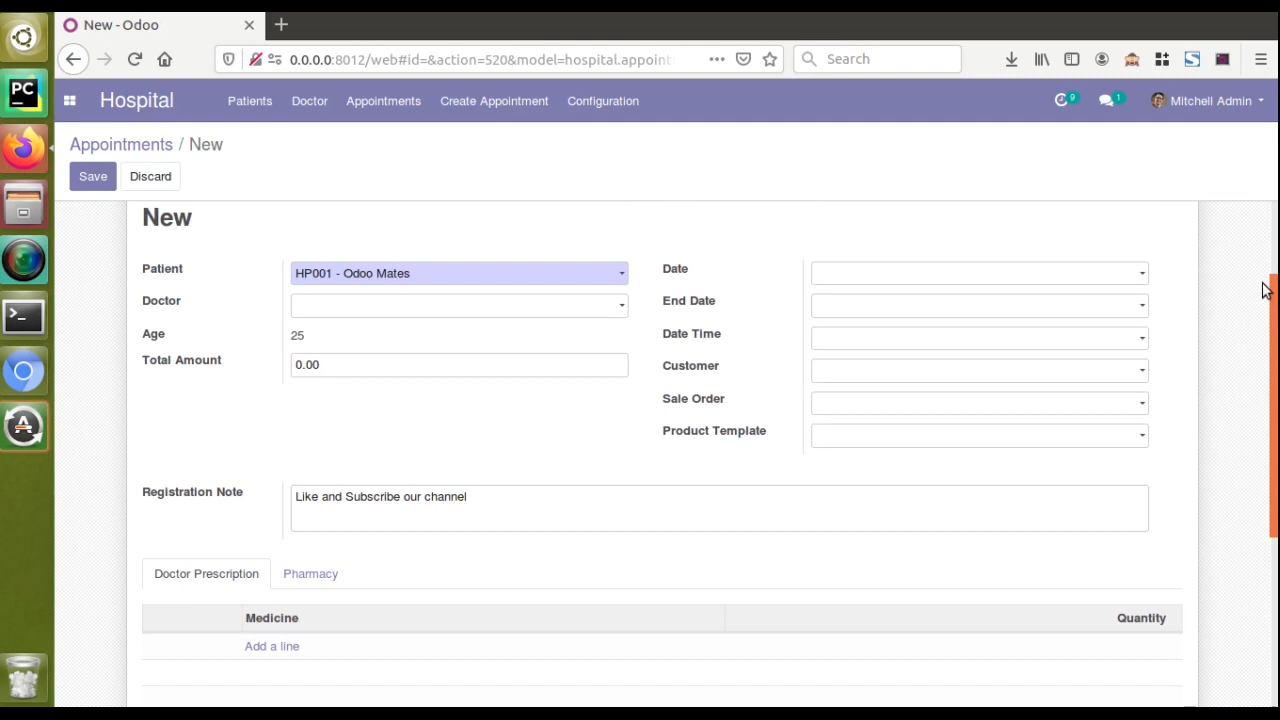 New - Odoo
0.0.0.0:8012/web#id=&action=520&model=hospital.appoint
Search
PC
Hospital
Patients
Doctor
Appointments
Create Appointment
Configuration
9
1
Mitchell Admin
Appointments / New
Save
Discard
New
Patient
HP001 - Odoo Mates
Doctor
Age
25
Total Amount
0.00
Date
End Date
Date Time
Customer
Sale Order
Product Template
Registration Note
Like and Subscribe our channel
Doctor Prescription
Pharmacy
Medicine
Quantity
Add a line